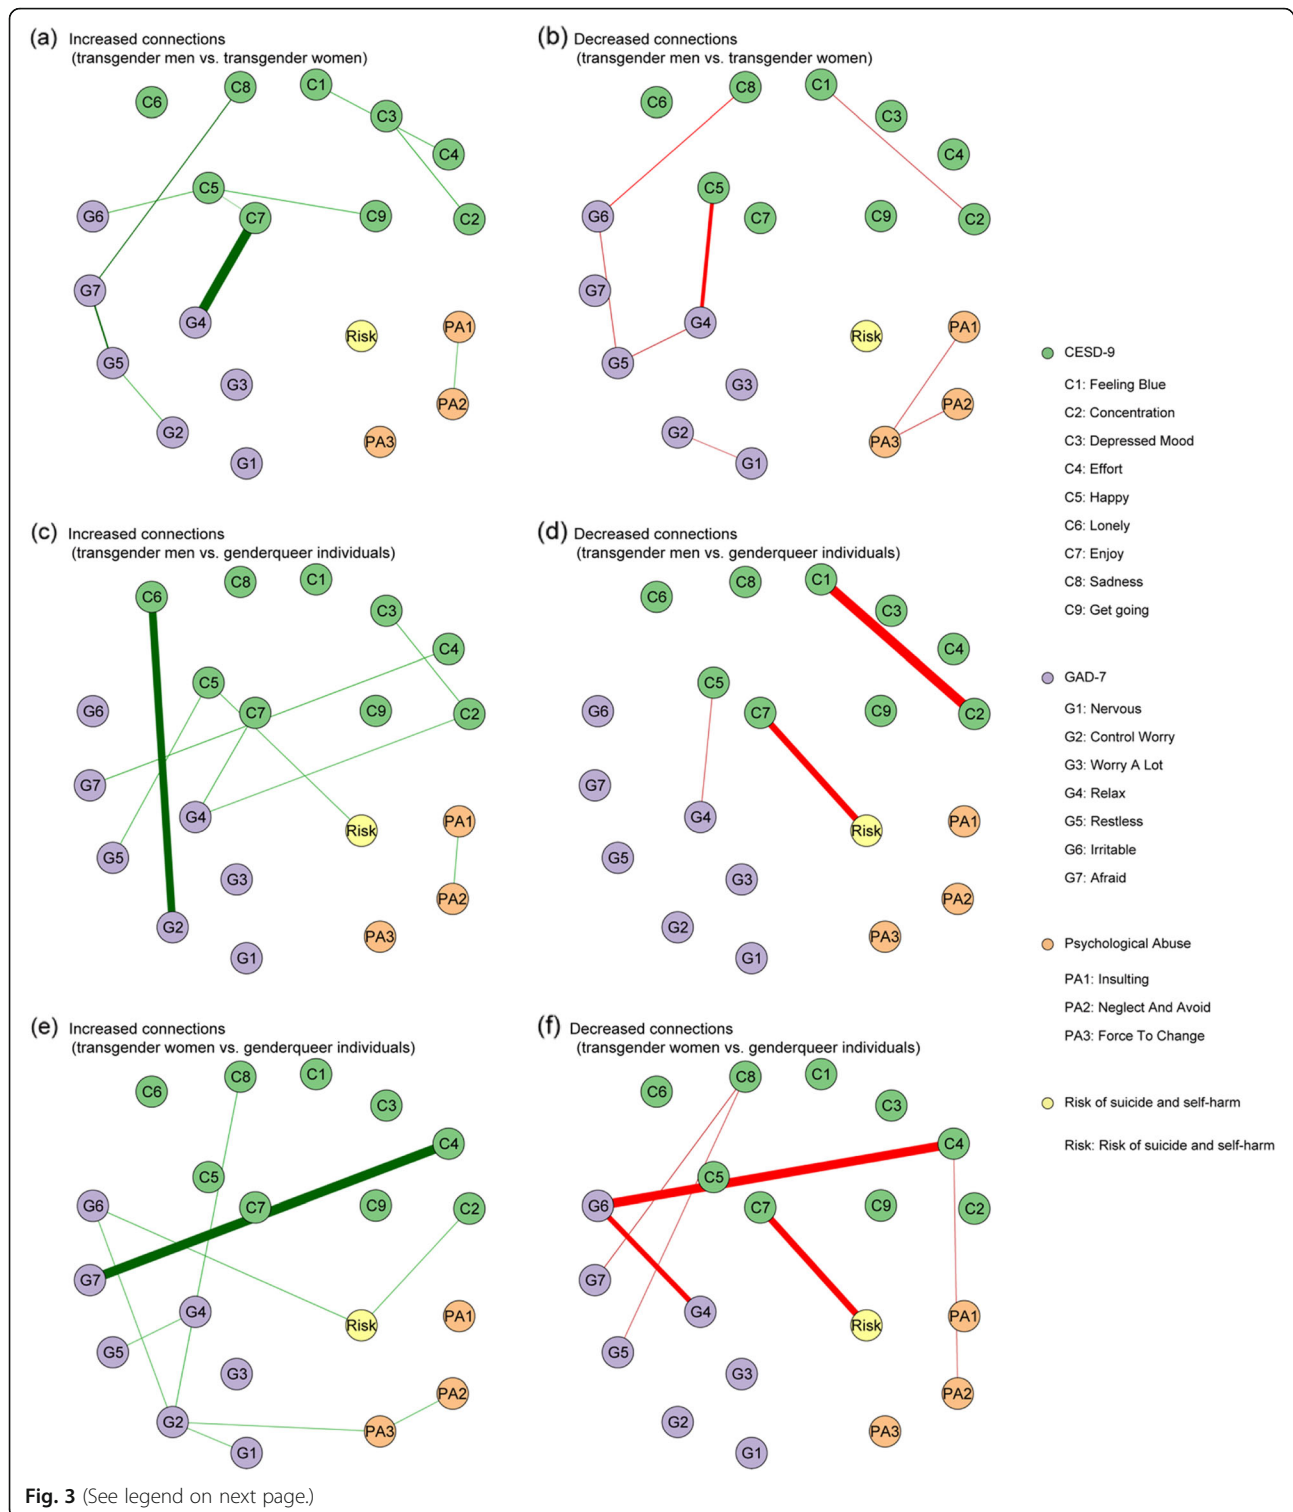 (a) Increased connections
(transgender men vs. transgender women)
C8
C1
C6
C3
C4
C5
G6
C7
C9
C2
G7
G4
Risk
PA1
G5
G3
PA2
G2
PA3
G1
(b) Decreased connections
(transgender men vs. transgender women)
C8
C1
C6
C3
C4
C5
G6
C7
C9
C2
G7
G4
Risk
PA1
G5
G3
PA2
G2
PA3
G1
(c) Increased connections
(transgender men vs. genderqueer individuals)
C8
C1
C6
C3
C4
C5
G6
C7
C9
C2
G7
G4
Risk
PA1
G5
G3
PA2
G2
PA3
G1
(d) Decreased connections
(transgender men vs. genderqueer individuals)
C8
C1
C6
C3
C4
C5
G6
C7
C9
C2
G7
G4
Risk
PA1
G5
G3
PA2
G2
PA3
G1
(e) Increased connections
(transgender women vs. genderqueer individuals)
C8
C1
C6
C3
C4
C5
G6
C7
C9
C2
G7
G4
Risk
PA1
G5
G3
PA2
G2
PA3
G1
(f) Decreased connections
(transgender women vs. genderqueer individuals)
C8
C1
C6
C3
C4
C5
G6
C7
C9
C2
G7
G4
Risk
PA1
G5
G3
PA2
G2
PA3
G1
CESD-9
C1: Feeling Blue
C2: Concentration
C3: Depressed Mood
C4: Effort
C5: Happy
C6: Lonely
C7: Enjoy
C8: Sadness
C9: Get going
GAD-7
G1: Nervous
G2: Control Worry
G3: Worry A Lot
G4: Relax
G5: Restless
G6: Irritable
G7: Afraid
Psychological Abuse
PA1: Insulting
PA2: Neglect And Avoid
PA3: Force To Change
Risk of suicide and self-harm
Risk: Risk of suicide and self-harm
Fig. 3 (See legend on next page.)